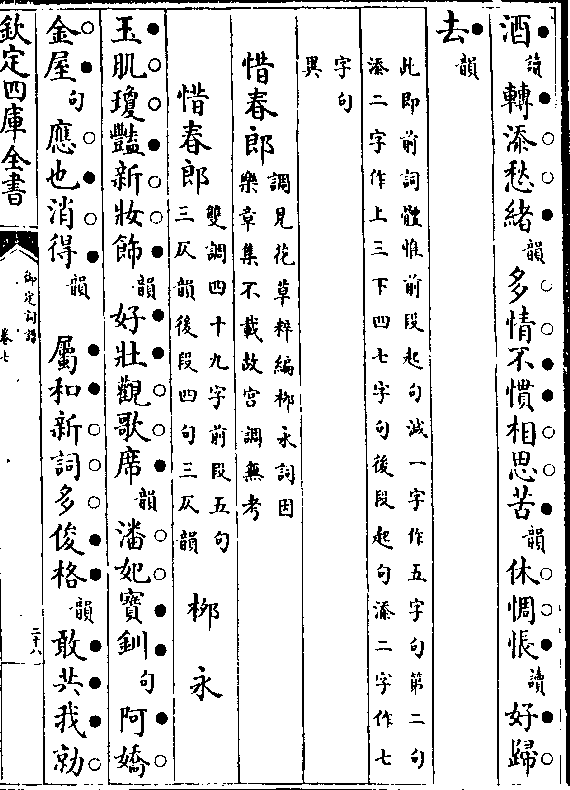 酒讀轉添愁緒韻多情不慣相思苦韻休惆悵讀好歸
去韻
此即前詞體惟前段起句減一字作五字句第二句
添二字作上三下四七字句後段起句添二字作七
字句
異
惜春郎
調見花草粹編柳永詞因
樂章集不載故宮調無考
惜春郎
雙調四十九字前段五句
三仄韻後段四句三仄韻
柳永
玉肌瓊豔新妝飾韻好壯觀歌席韻潘妃寶釧句阿嬌
金屋句應也消得韻 屬和新詞多俊格韻敢共我勍
欽定四庫全書
御定詞譜
卷七
二十八